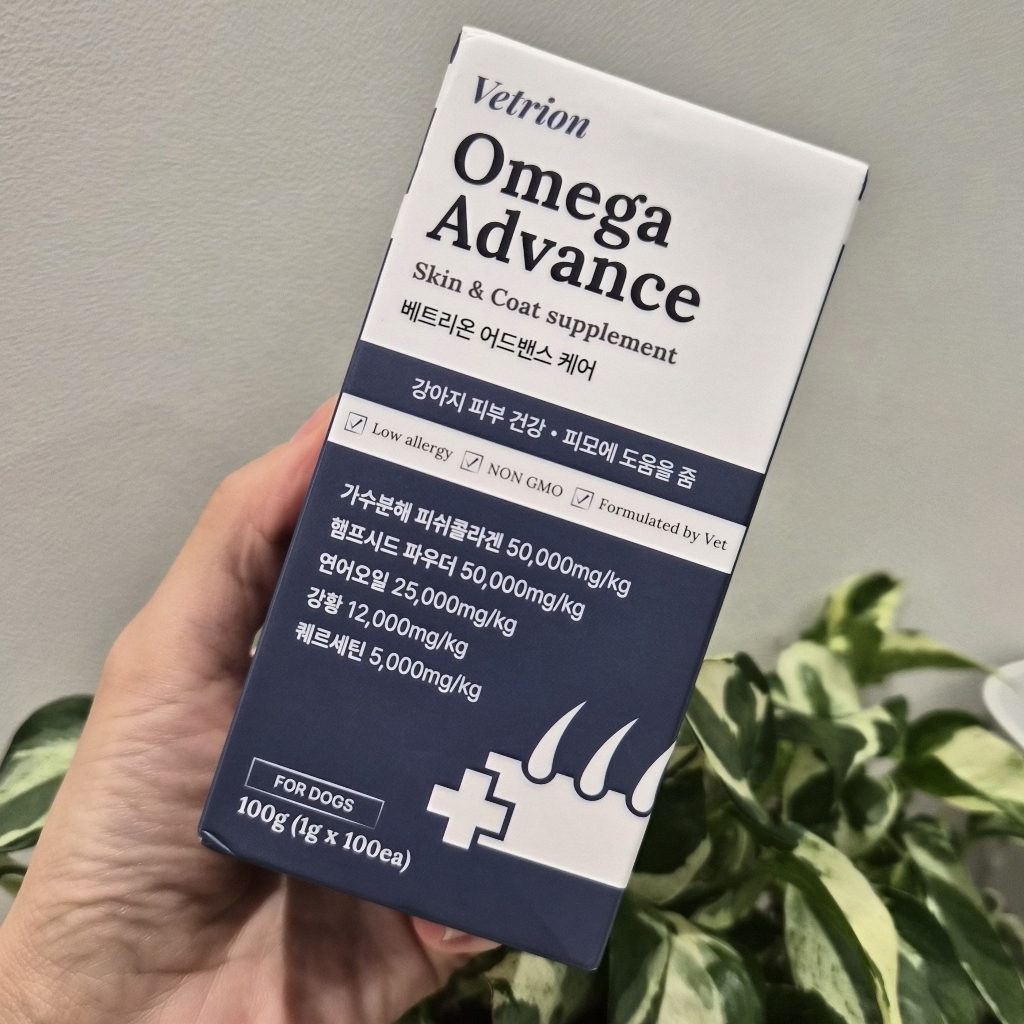 Vetrion
Omega
Advance
Skin & Coat supplement
베트리온 어드밴스 케어
강아지 피부 건강 • 피모에 도움을 줌
☑ Low allergy ☑ NON GMO ☑ Formulated by Vet
가수분해 피쉬콜라겐 50,000mg/kg
햄프시드 파우더 50,000mg/kg
연어오일 25,000mg/kg
강황 12,000mg/kg
퀘르세틴 5,000mg/kg
FOR DOGS
100g (1g x 100ea)